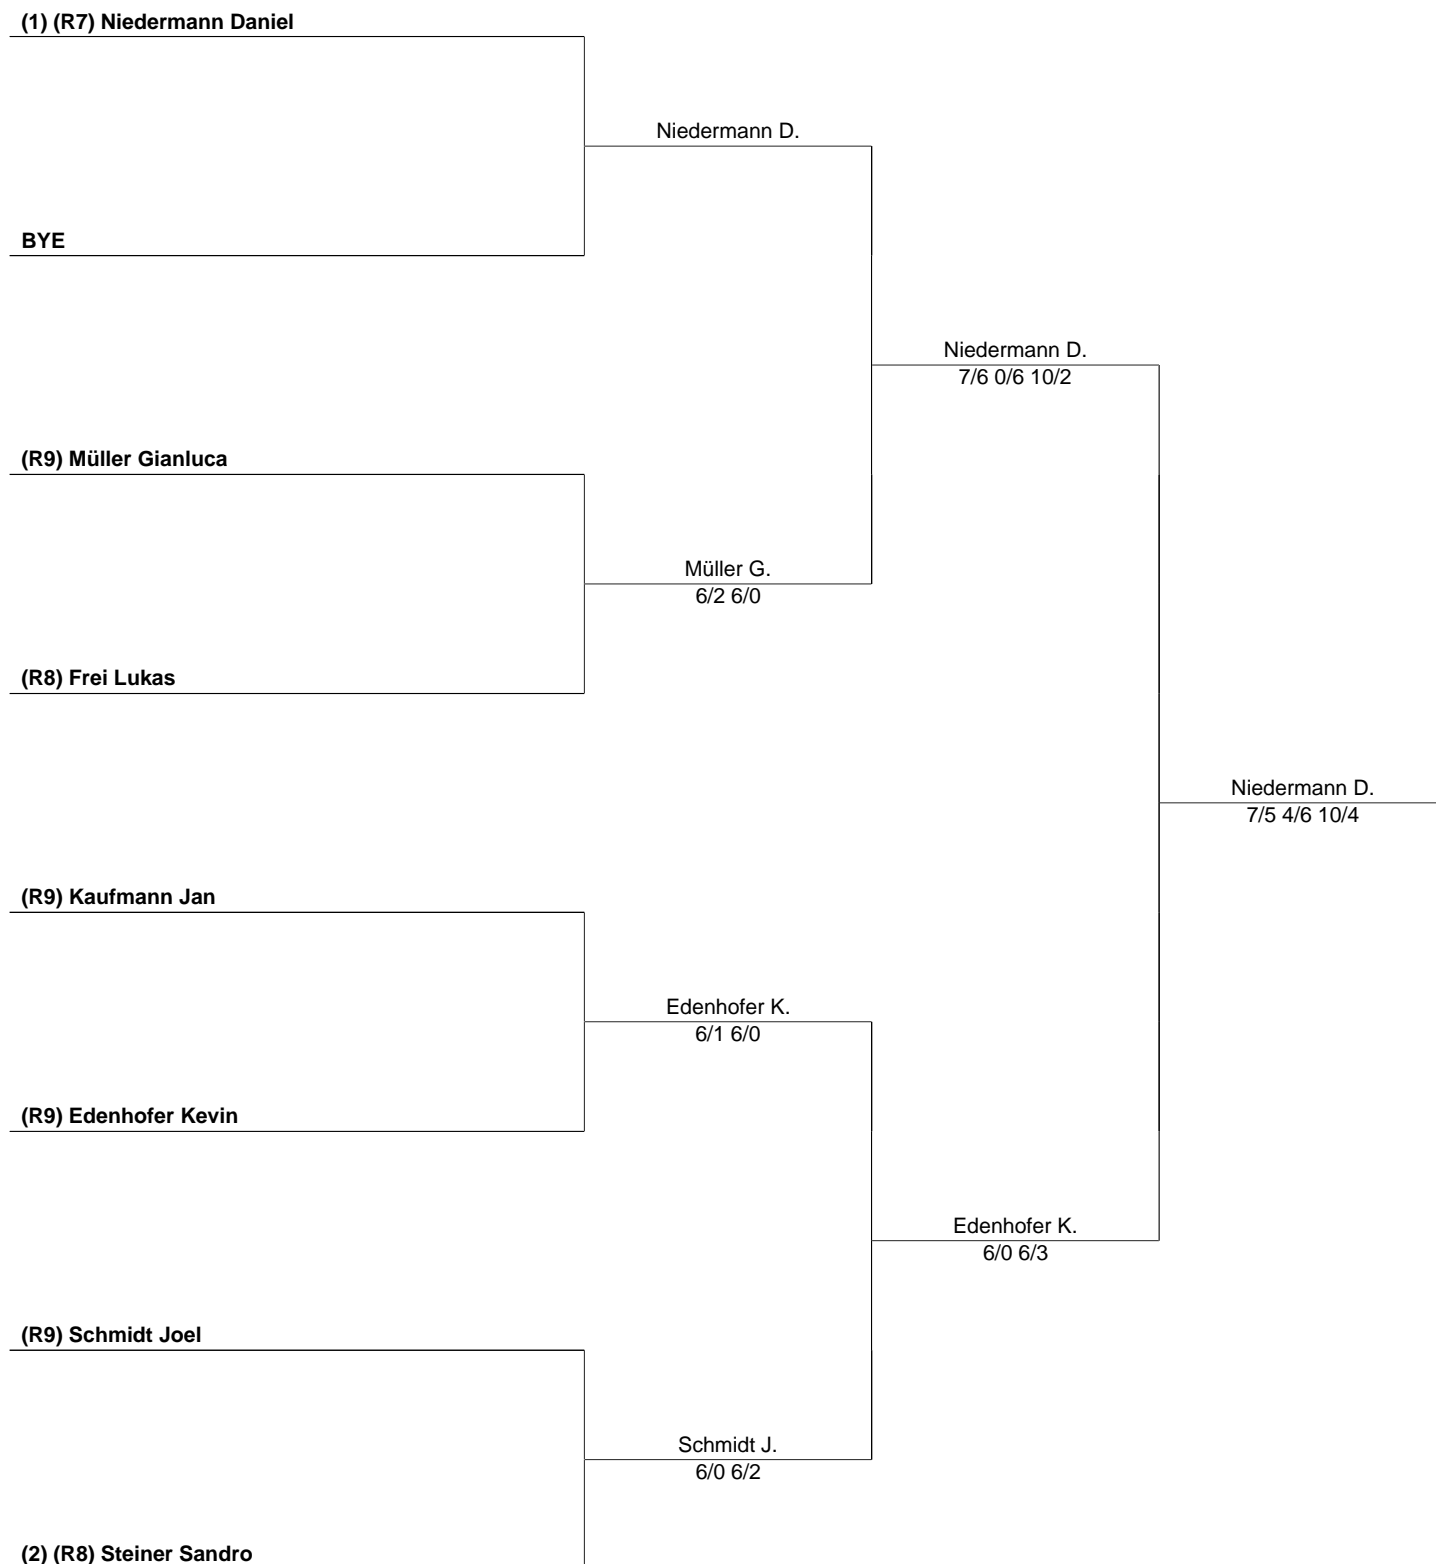 (1) (R7) Niedermann Daniel
Niedermann D.
BYE
Niedermann D.
7/6 0/6 10/2
(R9) Müller Gianluca
Müller G.
6/2 6/0
(R8) Frei Lukas
Niedermann D.
7/5 4/6 10/4
(R9) Kaufmann Jan
Edenhofer K.
6/1 6/0
(R9) Edenhofer Kevin
Edenhofer K.
6/0 6/3
(R9) Schmidt Joel
Schmidt J.
6/0 6/2
(2) (R8) Steiner Sandro